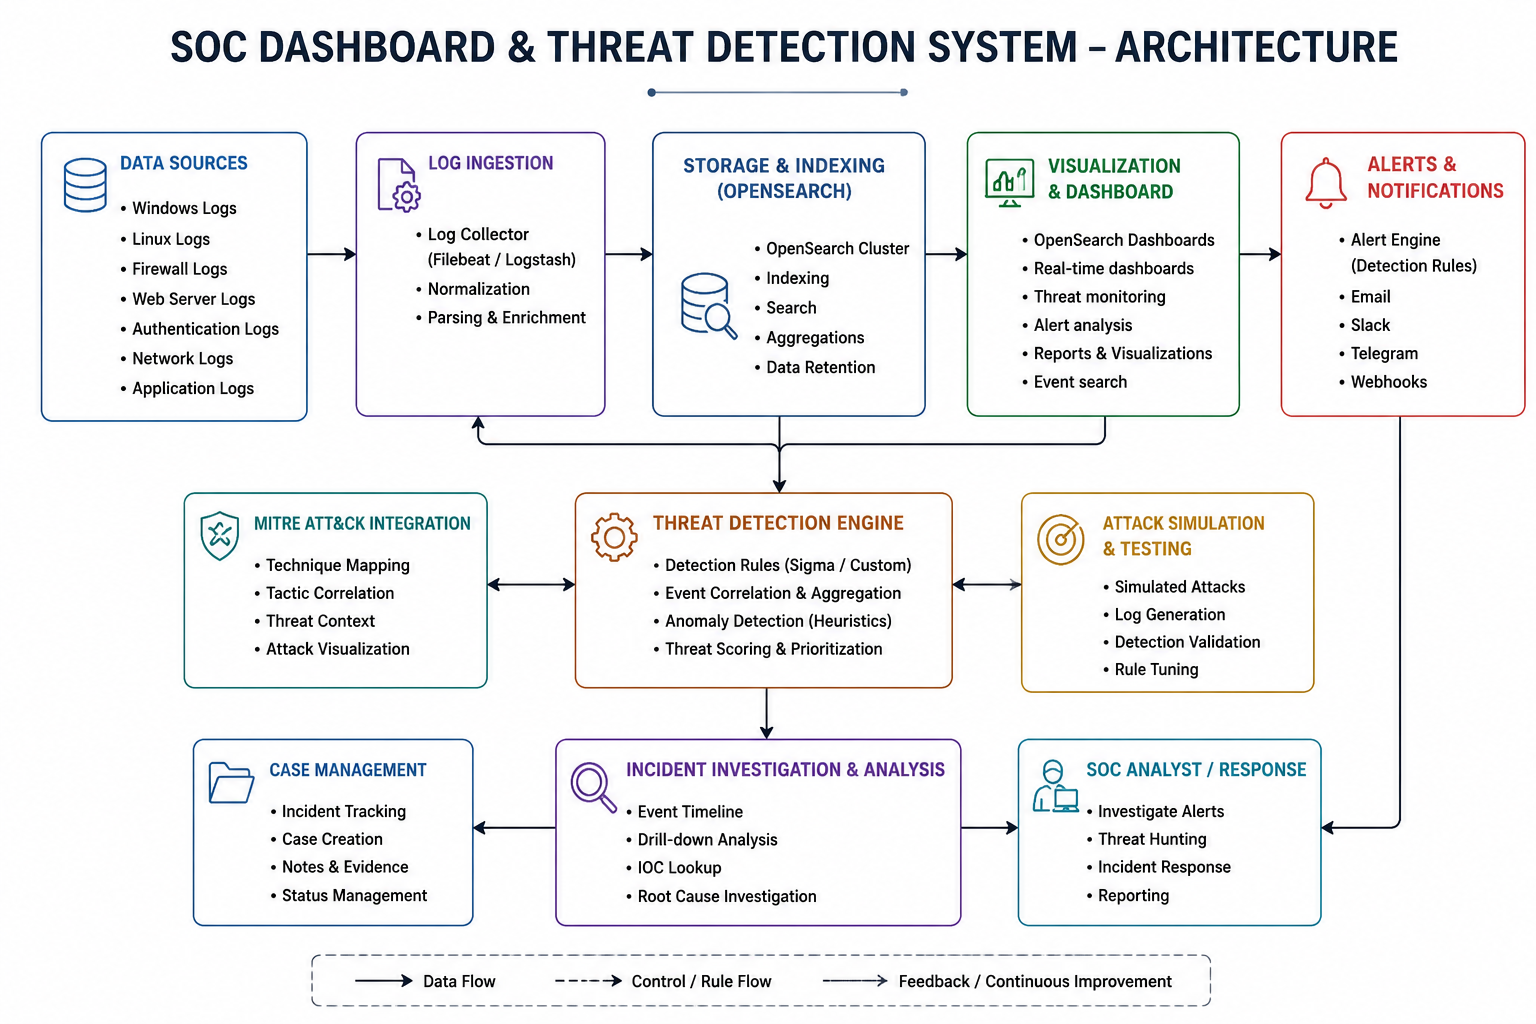 SOC DASHBOARD & THREAT DETECTION SYSTEM – ARCHITECTURE
DATA SOURCES
• Windows Logs
• Linux Logs
• Firewall Logs
• Web Server Logs
• Authentication Logs
• Network Logs
• Application Logs
LOG INGESTION
• Log Collector
(Filebeat / Logstash)
• Normalization
• Parsing & Enrichment
STORAGE & INDEXING
(OPENSEARCH)
• OpenSearch Cluster
• Indexing
• Search
• Aggregations
• Data Retention
VISUALIZATION
& DASHBOARD
• OpenSearch Dashboards
• Real-time dashboards
• Threat monitoring
• Alert analysis
• Reports & Visualizations
• Event search
ALERTS &
NOTIFICATIONS
• Alert Engine
(Detection Rules)
• Email
• Slack
• Telegram
• Webhooks
MITRE ATT&CK INTEGRATION
• Technique Mapping
• Tactic Correlation
• Threat Context
• Attack Visualization
THREAT DETECTION ENGINE
• Detection Rules (Sigma / Custom)
• Event Correlation & Aggregation
• Anomaly Detection (Heuristics)
• Threat Scoring & Prioritization
ATTACK SIMULATION
& TESTING
• Simulated Attacks
• Log Generation
• Detection Validation
• Rule Tuning
CASE MANAGEMENT
• Incident Tracking
• Case Creation
• Notes & Evidence
• Status Management
INCIDENT INVESTIGATION & ANALYSIS
• Event Timeline
• Drill-down Analysis
• IOC Lookup
• Root Cause Investigation
SOC ANALYST / RESPONSE
• Investigate Alerts
• Threat Hunting
• Incident Response
• Reporting
Data Flow
Control / Rule Flow
Feedback / Continuous Improvement